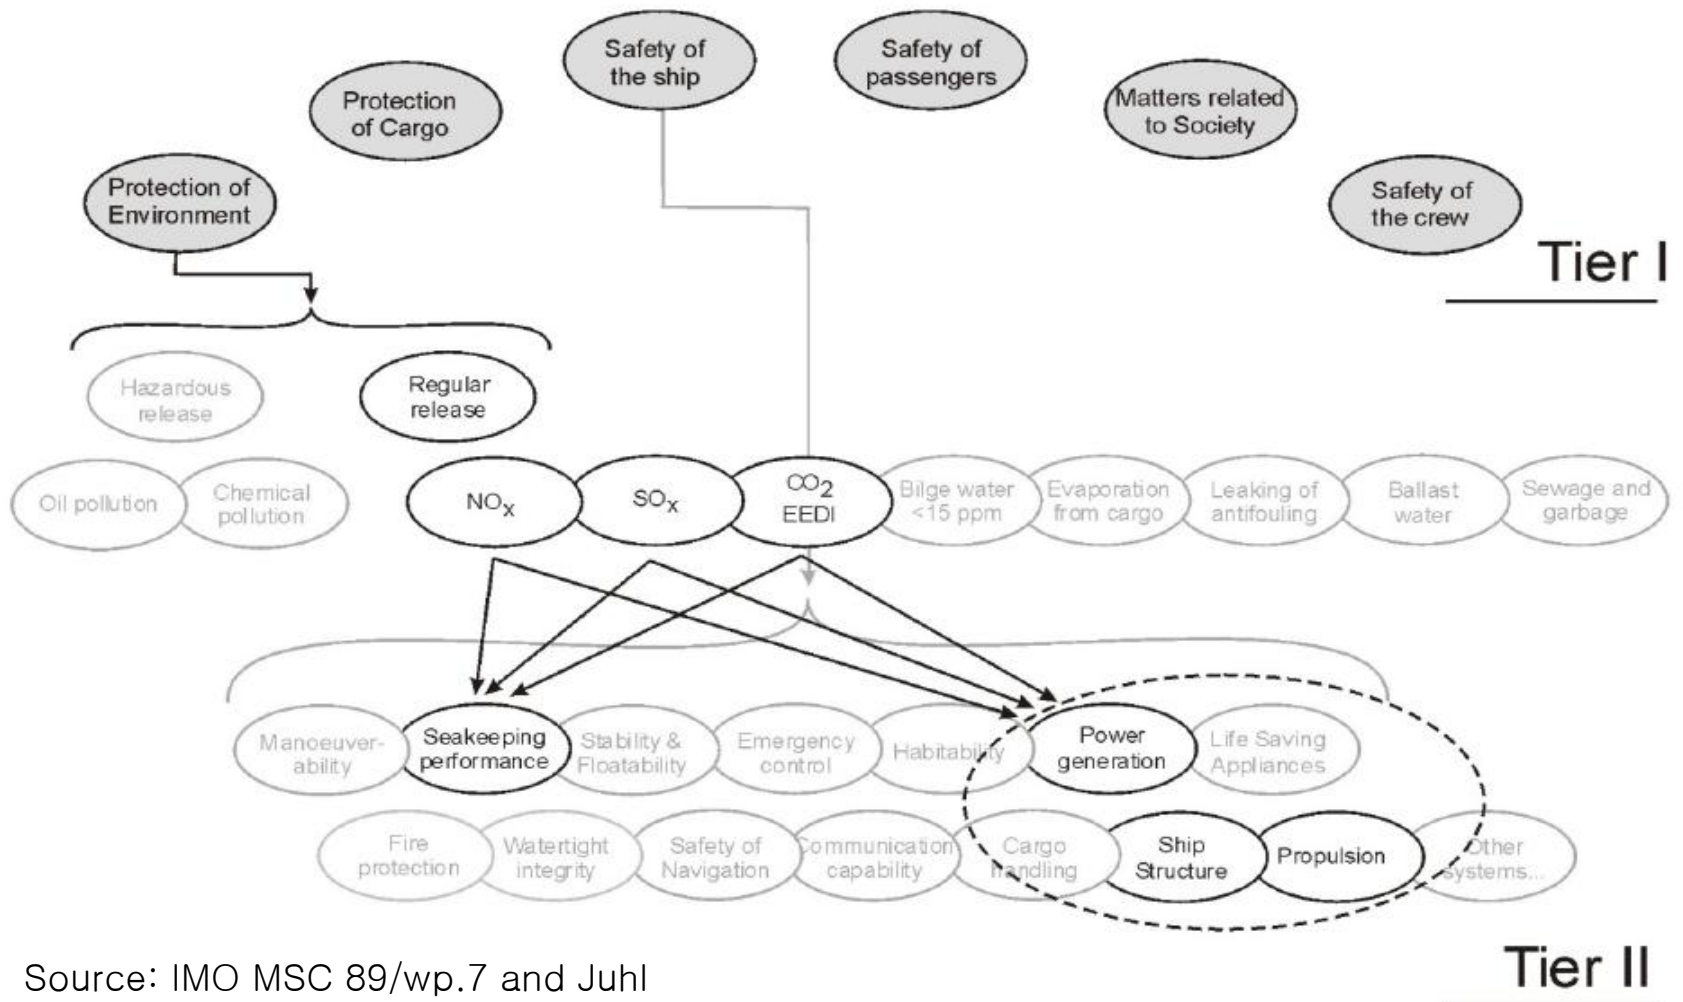 Safety of
the ship
Safety of
passengers
Protection
of Cargo
Matters related
to Society
Protection of
Environment
Safety of
the crew
Tier I
Hazardous
release
Regular
release
Oil pollution
Chemical
pollution
NOx
SOx
CO2
EEDI
Bilge water
<15 ppm
Evaporation
from cargo
Leaking of
antifouling
Ballast
water
Sewage and
garbage
Manoeuver-
ability
Seakeeping
performance
Stability &
Floatability
Emergency
control
Habitability
Power
generation
Life Saving
Appliances
Fire
protection
Watertight
integrity
Safety of
Navigation
Communication
capability
Cargo
handling
Ship
Structure
Propulsion
Other
systems...
Tier II
Source: IMO MSC 89/wp.7 and Juhl